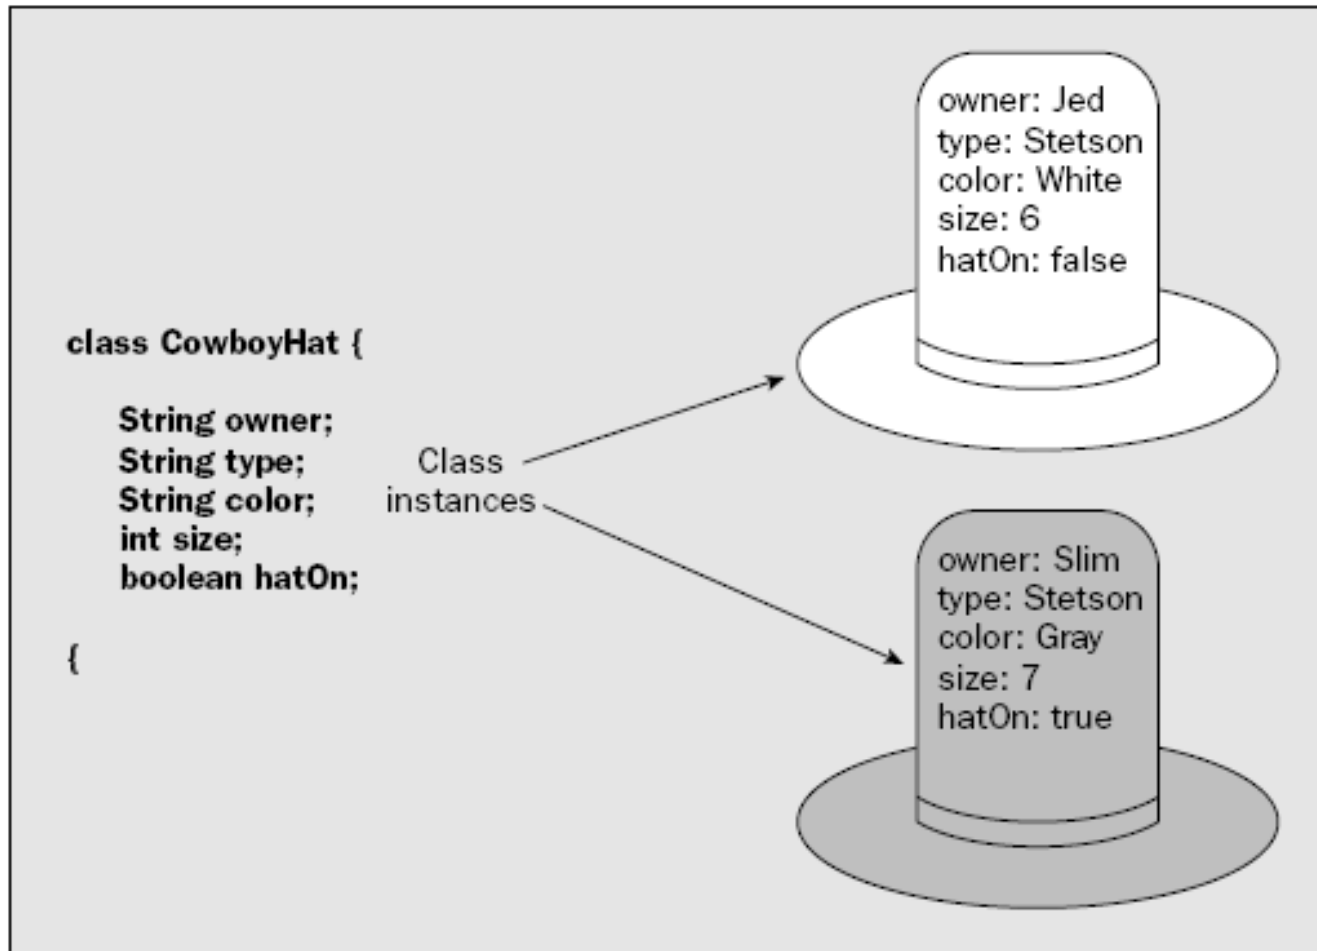 class CowboyHat {
String owner;
String type;
String color;
int size;
boolean hatOn;
{
Class
instances
owner: Jed
type: Stetson
color: White
size: 6
hatOn: false
owner: Slim
type: Stetson
color: Gray
size: 7
hatOn: true